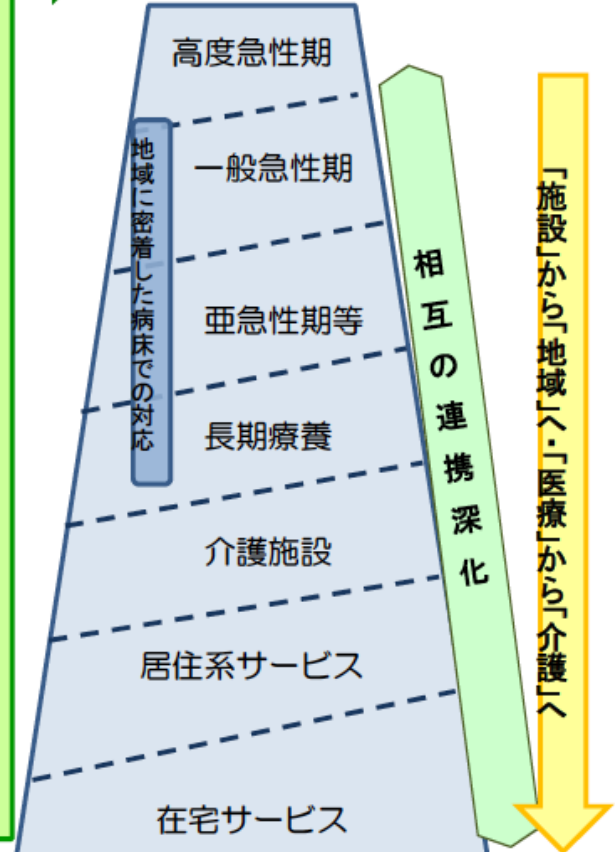 高度急性期
一般急性期
亜急性期等
長期療養
介護施設
居住系サービス
在宅サービス
地域に密着した病床での対応
相互の連携深化
「施設」から「地域」へ・「医療」から「介護」へ